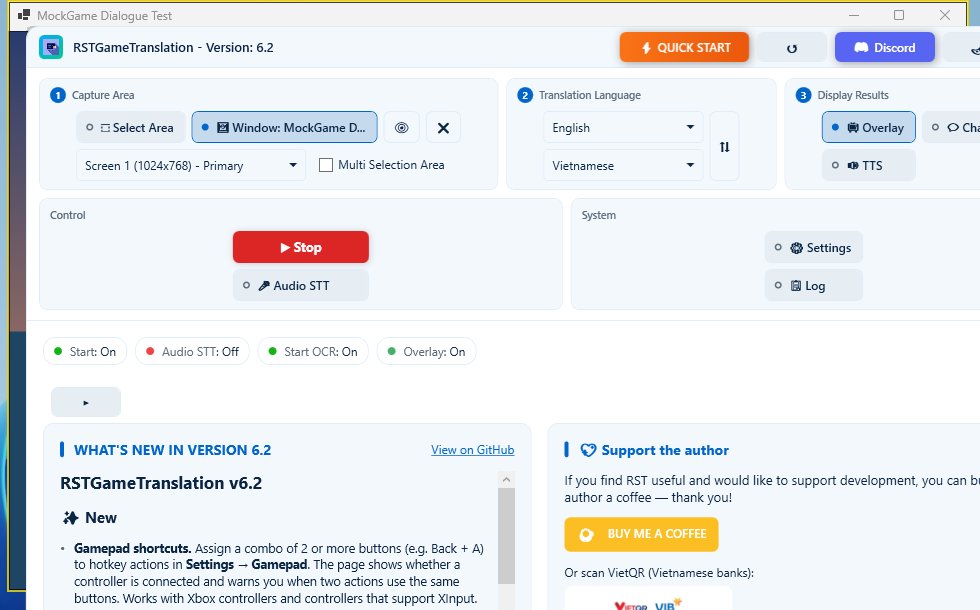 MockGame Dialogue Test
RSTGameTranslation - Version: 6.2
QUICK START
Discord
1 Capture Area
Select Area
Window: MockGame D...
Screen 1 (1024x768) - Primary
Multi Selection Area
2 Translation Language
English
Vietnamese
3 Display Results
Overlay
Cha
TTS
Control
Stop
Audio STT
System
Settings
Log
Start: On
Audio STT: Off
Start OCR: On
Overlay: On
WHAT'S NEW IN VERSION 6.2
View on GitHub
RSTGameTranslation v6.2
New
• Gamepad shortcuts. Assign a combo of 2 or more buttons (e.g. Back + A)
to hotkey actions in Settings → Gamepad. The page shows whether a
controller is connected and warns you when two actions use the same
buttons. Works with Xbox controllers and controllers that support XInput.
Support the author
If you find RST useful and would like to support development, you can bu
author a coffee — thank you!
BUY ME A COFFEE
Or scan VietQR (Vietnamese banks):
VIETQR VIB